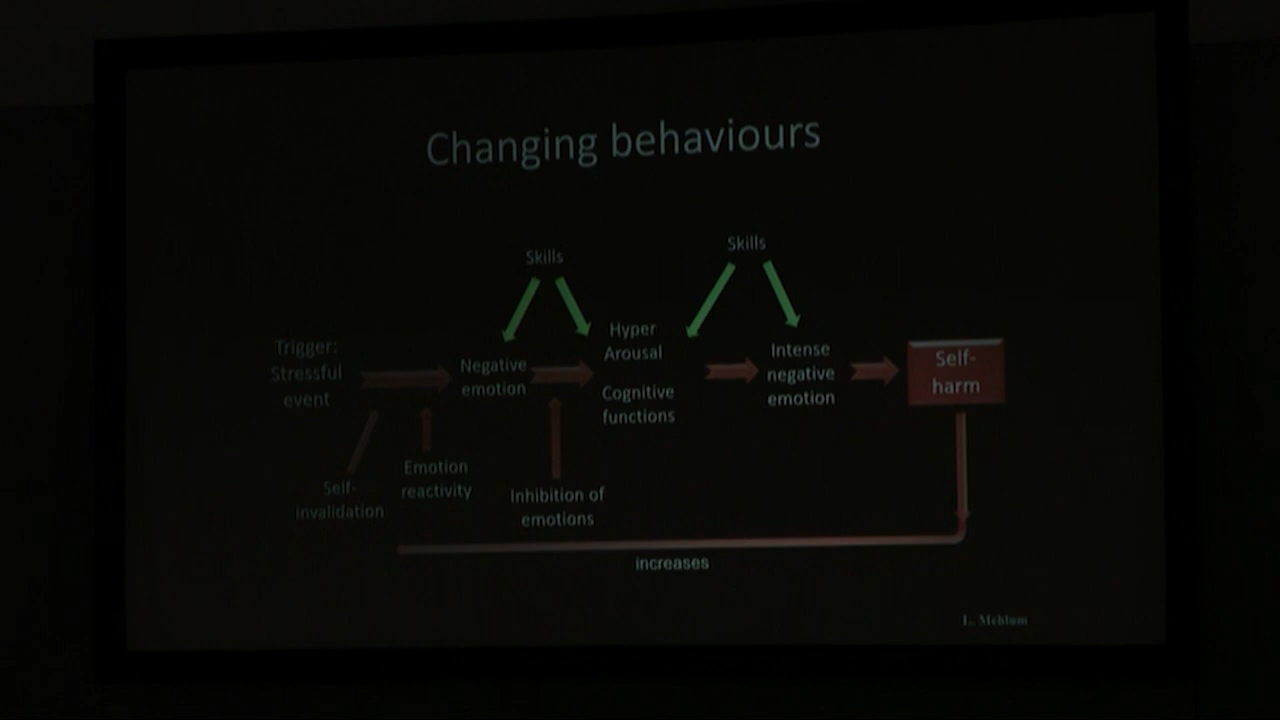 Changing behaviours
Skills
Skills
Trigger:
Stressful
event
Negative
emotion
Hyper
Arousal
Cognitive
functions
Intense
negative
emotion
Self-
harm
Self-
invalidation
Emotion
reactivity
Inhibition of
emotions
increases
L. Mehlum